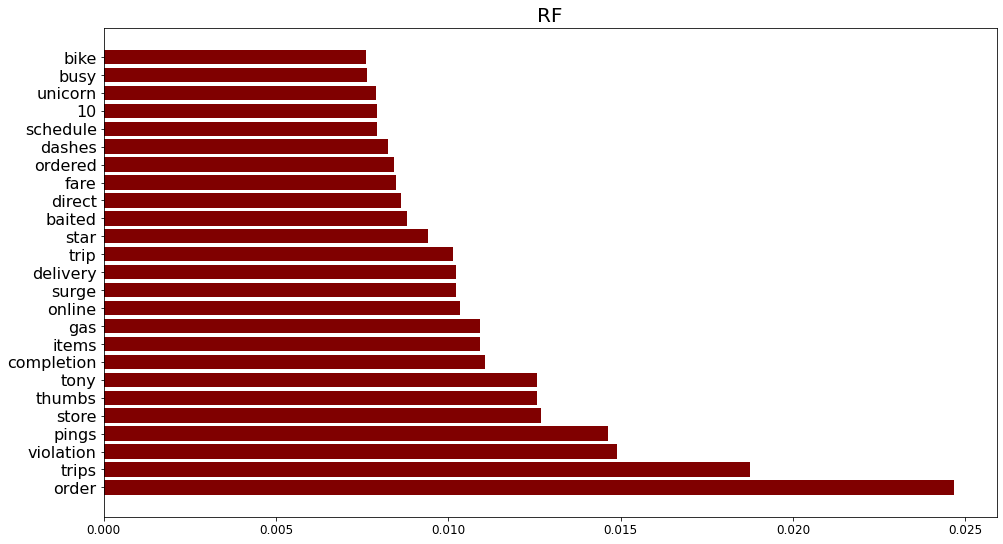 RF
bike
busy
unicorn
10
schedule
dashes
ordered
fare
direct
baited
star
trip
delivery
surge
online
gas
items
completion
tony
thumbs
store
pings
violation
trips
order
0.000 0.005 0.010 0.015 0.020 0.025